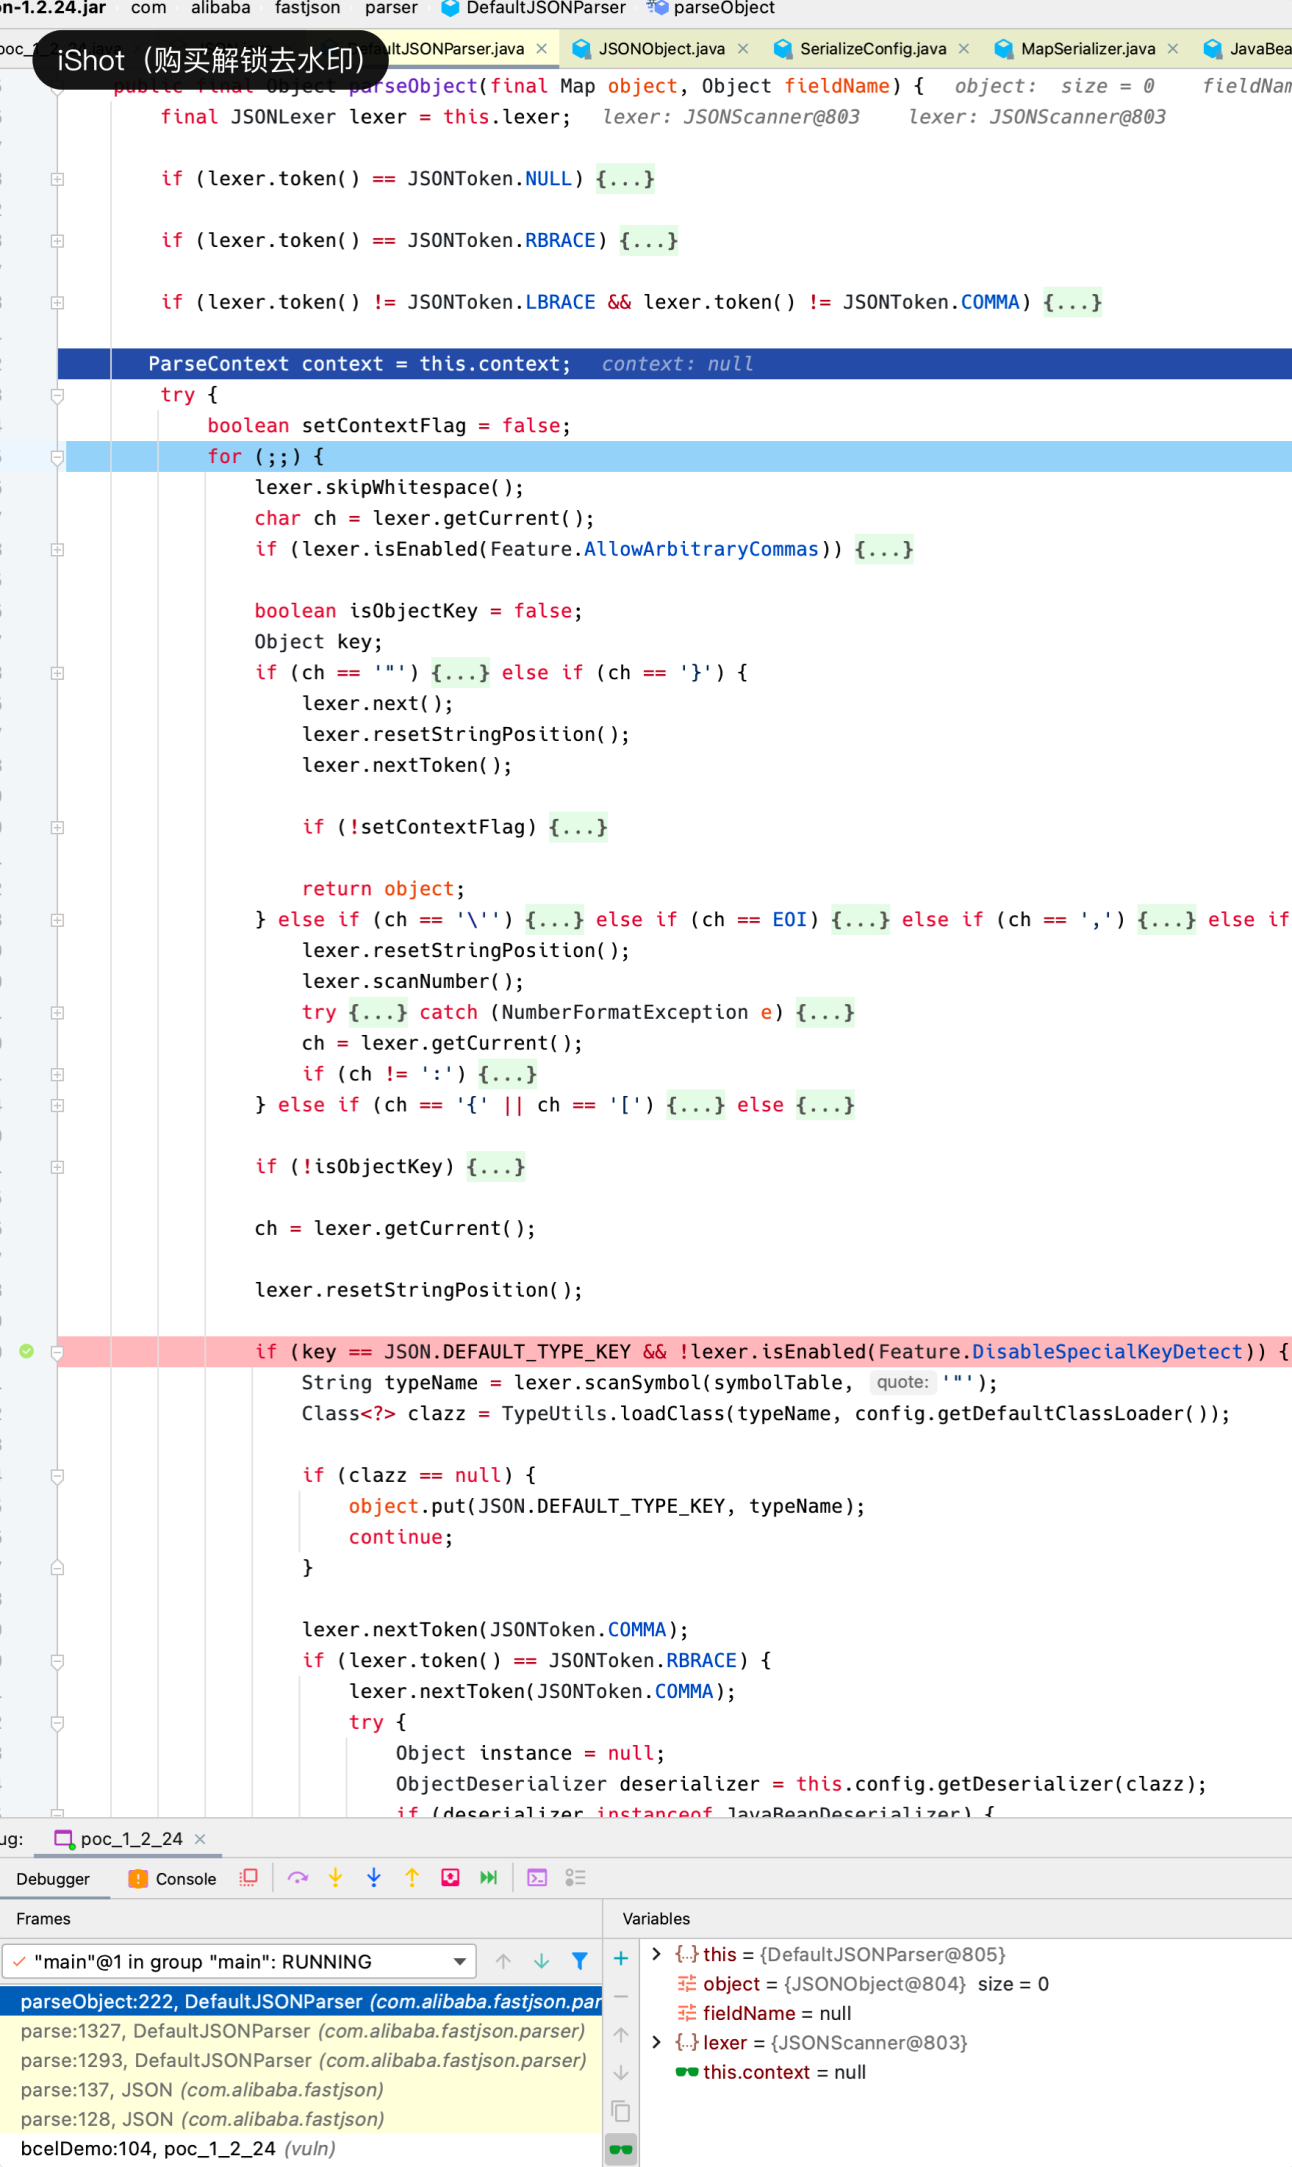 on-1.2.24.jar com alibaba fastjson parser DefaultJSONParser parseObject
DefaultJSONParser.java JSONObject.java SerializeConfig.java MapSerializer.java JavaBea
iShot（购买解锁去水印）
public final Object parseObject(final Map object, Object fieldName) { object: size = 0 fieldNam
final JSONLexer lexer = this.lexer; lexer: JSONScanner@803 lexer: JSONScanner@803
if (lexer.token() == JSONToken.NULL) {...}
if (lexer.token() == JSONToken.RBRACE) {...}
if (lexer.token() != JSONToken.LBRACE && lexer.token() != JSONToken.COMMA) {...}
ParseContext context = this.context; context: null
try {
boolean setContextFlag = false;
for (;;) {
lexer.skipWhitespace();
char ch = lexer.getCurrent();
if (lexer.isEnabled(Feature.AllowArbitraryCommas)) {...}
boolean isObjectKey = false;
Object key;
if (ch == '"') {...} else if (ch == '}') {
lexer.next();
lexer.resetStringPosition();
lexer.nextToken();
if (!setContextFlag) {...}
return object;
} else if (ch == '\'') {...} else if (ch == EOI) {...} else if (ch == ',') {...} else if
lexer.resetStringPosition();
lexer.scanNumber();
try {...} catch (NumberFormatException e) {...}
ch = lexer.getCurrent();
if (ch != ':') {...}
} else if (ch == '{' || ch == '[') {...} else {...}
if (!isObjectKey) {...}
ch = lexer.getCurrent();
lexer.resetStringPosition();
if (key == JSON.DEFAULT_TYPE_KEY && !lexer.isEnabled(Feature.DisableSpecialKeyDetect)) {
String typeName = lexer.scanSymbol(symbolTable, quote: '"');
Class<?> clazz = TypeUtils.loadClass(typeName, config.getDefaultClassLoader());
if (clazz == null) {
object.put(JSON.DEFAULT_TYPE_KEY, typeName);
continue;
}
lexer.nextToken(JSONToken.COMMA);
if (lexer.token() == JSONToken.RBRACE) {
lexer.nextToken(JSONToken.COMMA);
try {
Object instance = null;
ObjectDeserializer deserializer = this.config.getDeserializer(clazz);
if (deserializer instanceof JavaBeanDeserializer) {
ug: poc_1_2_24
Debugger Console
Frames
"main"@1 in group "main": RUNNING
parseObject:222, DefaultJSONParser (com.alibaba.fastjson.par
parse:1327, DefaultJSONParser (com.alibaba.fastjson.parser)
parse:1293, DefaultJSONParser (com.alibaba.fastjson.parser)
parse:137, JSON (com.alibaba.fastjson)
parse:128, JSON (com.alibaba.fastjson)
bcelDemo:104, poc_1_2_24 (vuln)
Variables
this = {DefaultJSONParser@805}
object = {JSONObject@804} size = 0
fieldName = null
lexer = {JSONScanner@803}
this.context = null